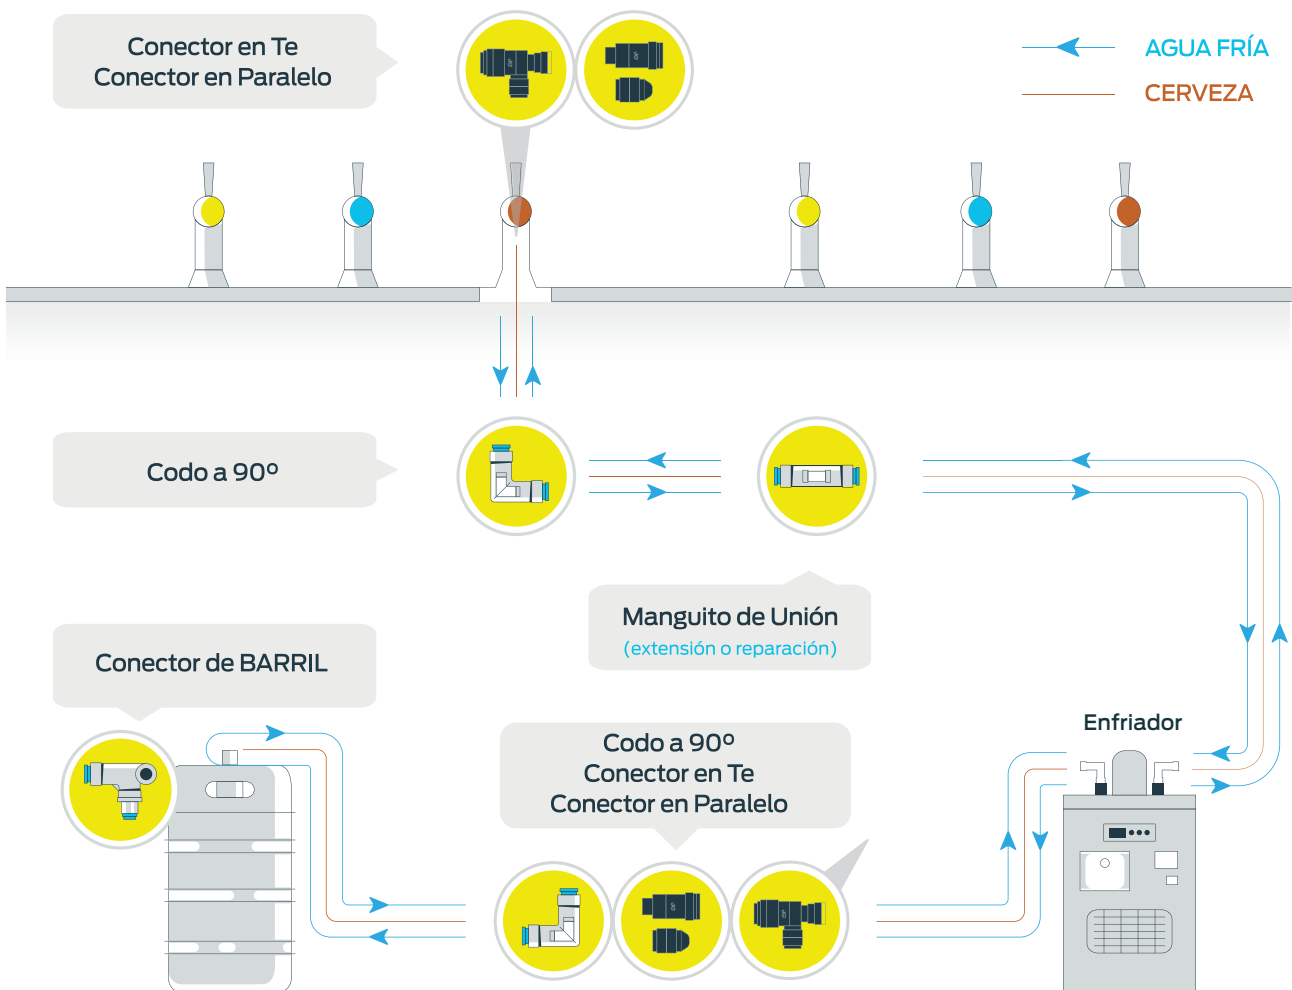 Conector en Te
Conector en Paralelo
AGUA FRÍA
CERVEZA
Codo a 90º
Manguito de Unión
(extensión o reparación)
Conector de BARRIL
Enfriador
Codo a 90º
Conector en Te
Conector en Paralelo